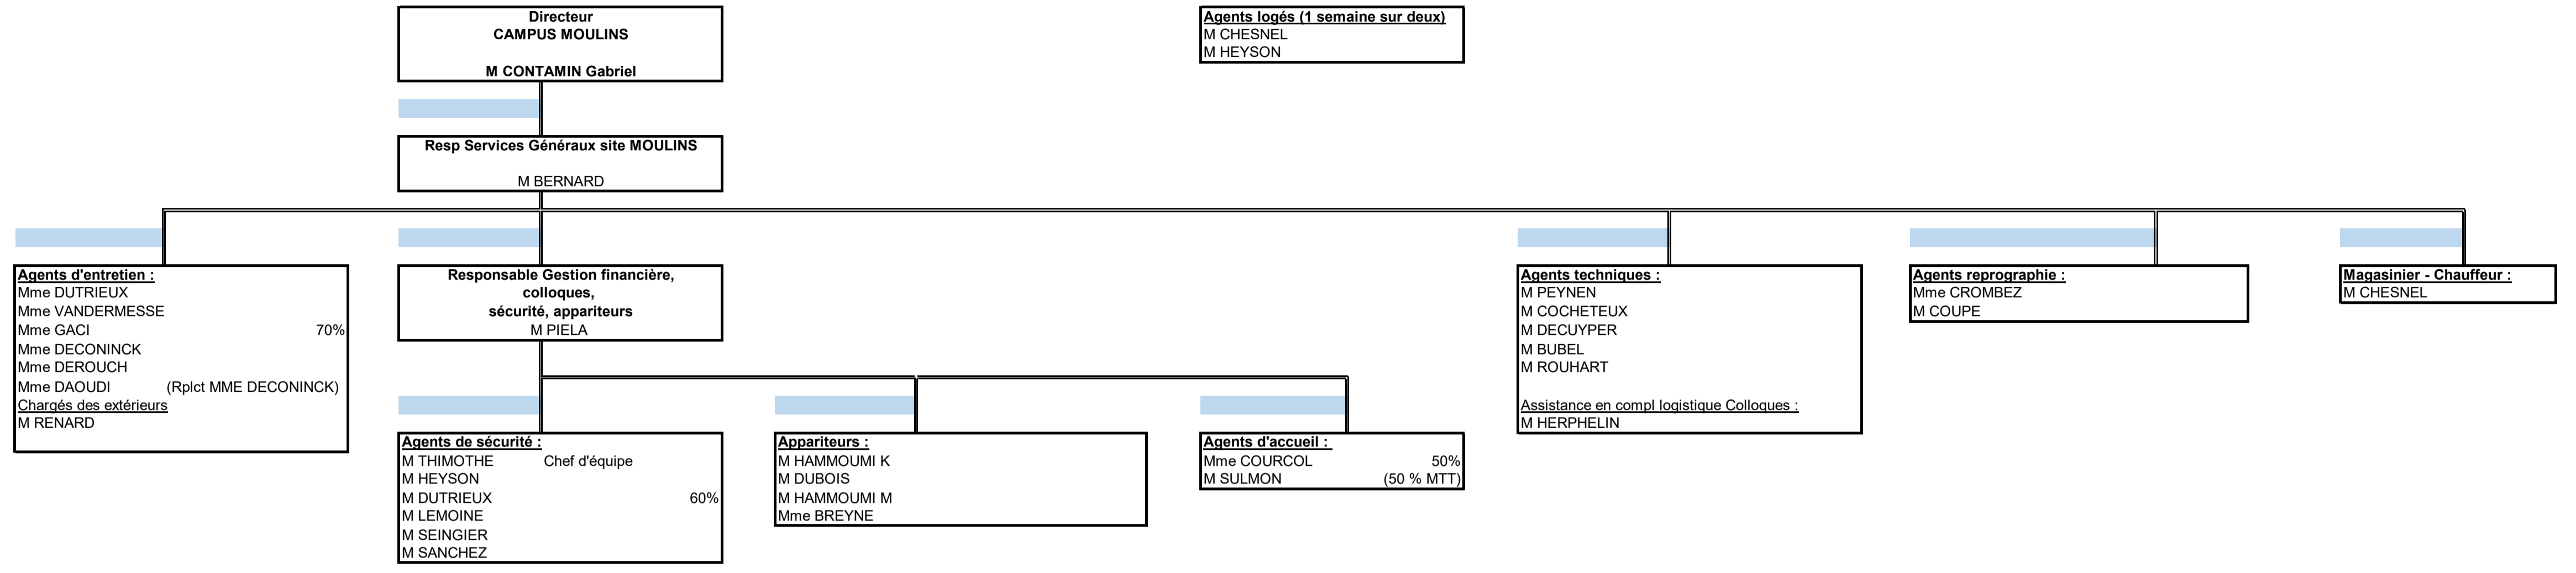 Directeur
CAMPUS MOULINS
M CONTAMIN Gabriel
Agents logés (1 semaine sur deux)
M CHESNEL
M HEYSON
Resp Services Généraux site MOULINS
M BERNARD
Agents d'entretien :
Mme DUTRIEUX
Mme VANDERMESSE
Mme GACI 70%
Mme DECONINCK
Mme DEROUCH
Mme DAOUDI (Rplct MME DECONINCK)
Chargés des extérieurs
M RENARD
Responsable Gestion financière,
colloques,
sécurité, appariteurs
M PIELA
Agents de sécurité :
M THIMOTHE Chef d'équipe
M HEYSON
M DUTRIEUX 60%
M LEMOINE
M SEINGIER
M SANCHEZ
Appariteurs :
M HAMMOUMI K
M DUBOIS
M HAMMOUMI M
Mme BREYNE
Agents d'accueil :
Mme COURCOL 50%
M SULMON (50 % MTT)
Agents techniques :
M PEYNEN
M COCHETEUX
M DECUYPER
M BUBEL
M ROUHART
Assistance en compl logistique Colloques :
M HERPHELIN
Agents reprographie :
Mme CROMBEZ
M COUPE
Magasinier - Chauffeur :
M CHESNEL